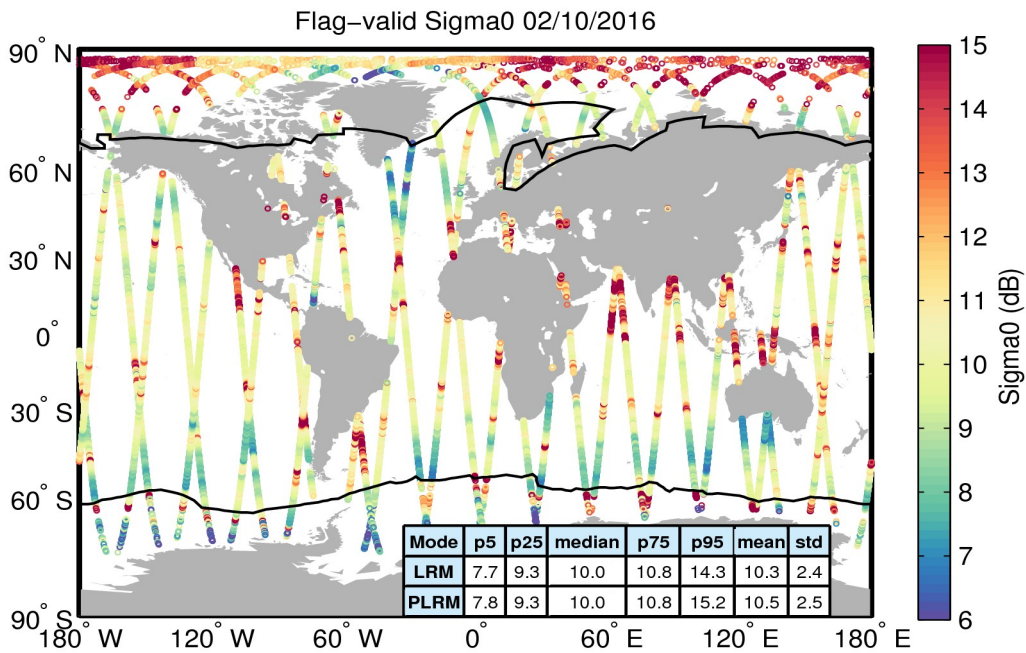 Flag−valid Sigma0 02/10/2016
90° N
60° N
30° N
0°
30° S
60° S
90° S
180° W
120° W
60° W
0°
60° E
120° E
180° E
Mode p5 p25 median p75 p95 mean std
LRM 7.7 9.3 10.0 10.8 14.3 10.3 2.4
PLRM 7.8 9.3 10.0 10.8 15.2 10.5 2.5
15
14
13
12
11
10
9
8
7
6
Sigma0 (dB)